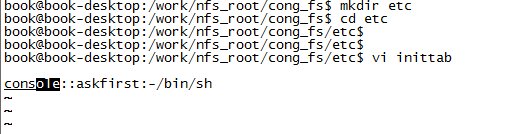 book@book-desktop:/work/nfs_root/cong_fs$ mkdir etc
book@book-desktop:/work/nfs_root/cong_fs$ cd etc
book@book-desktop:/work/nfs_root/cong_fs/etc$
book@book-desktop:/work/nfs_root/cong_fs/etc$
book@book-desktop:/work/nfs_root/cong_fs/etc$ vi inittab
console::askfirst:-/bin/sh
~
~
~